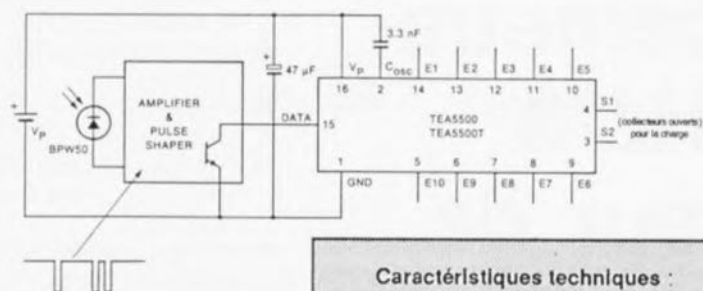 3.3 nF
+
47 µF
VP COSC E1 E2 E3 E4 E5
16 2 14 13 12 11 10
AMPLIFIER
&
PULSE
SHAPER
+
VP
BPW50
DATA
15
TEA5500
TEA5500T
4 S1
(collecteurs ouverts)
pour la charge
3 S2
1 5 6 7 8 9
GND E10 E9 E8 E7 E6
Caractéristiques techniques :